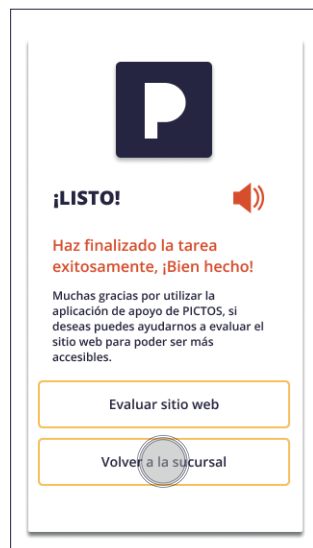 P
¡LISTO!
Haz finalizado la tarea
exitosamente, ¡Bien hecho!
Muchas gracias por utilizar la
aplicación de apoyo de PICTOS, si
deseas puedes ayudarnos a evaluar el
sitio web para poder ser más
accesibles.
Evaluar sitio web
Volver a la sucursal